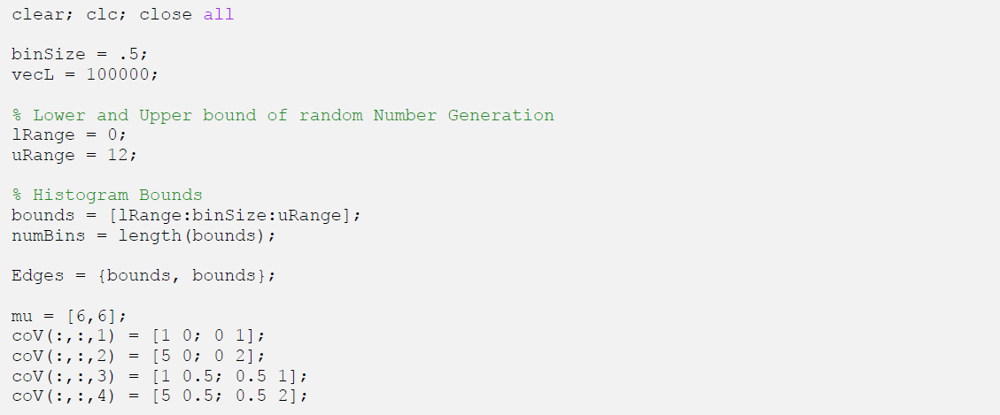 clear; clc; close all
binSize = .5;
vecL = 100000;
% Lower and Upper bound of random Number Generation
lRange = 0;
uRange = 12;
% Histogram Bounds
bounds = [lRange:binSize:uRange];
numBins = length(bounds);
Edges = {bounds, bounds};
mu = [6,6];
coV(:,:,1) = [1 0; 0 1];
coV(:,:,2) = [5 0; 0 2];
coV(:,:,3) = [1 0.5; 0.5 1];
coV(:,:,4) = [5 0.5; 0.5 2];